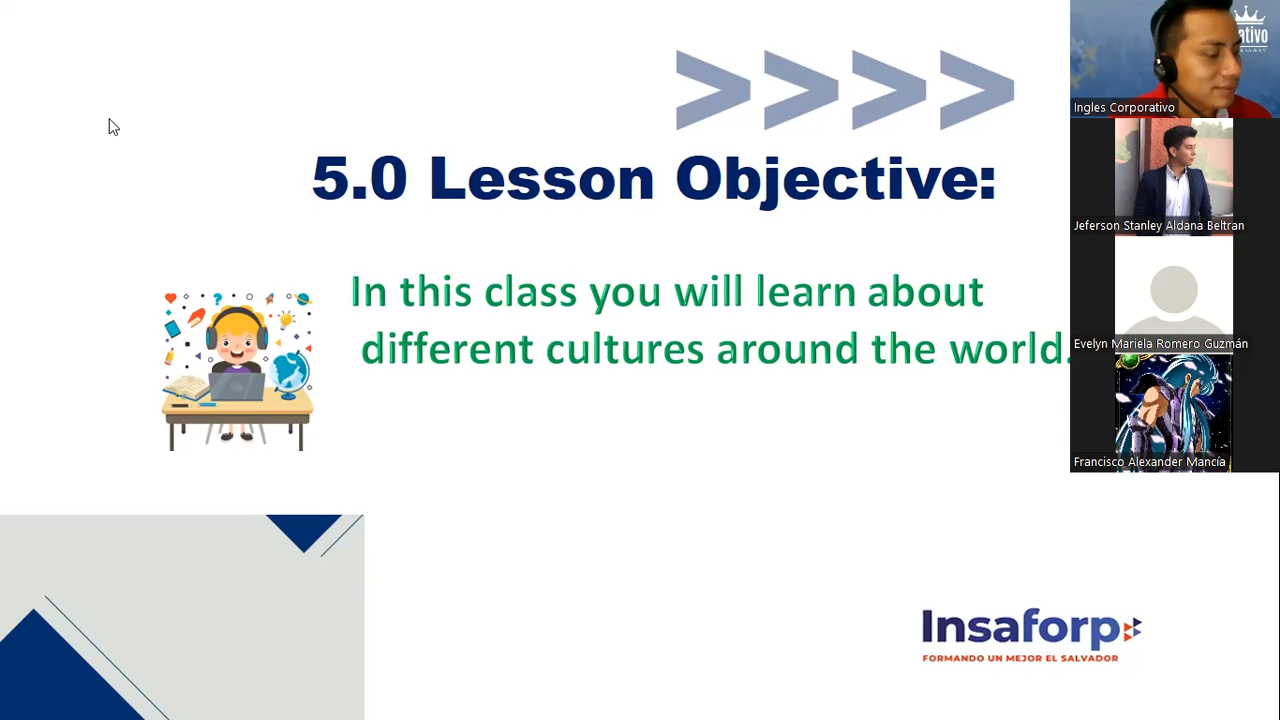 ativo
Ingles Corporativo
Jeferson Stanley Aldana Beltran
Evelyn Mariela Romero Guzmán
Francisco Alexander Mancía
>>>>
5.0 Lesson Objective:
In this class you will learn about
different cultures around the world.
Insaforp
FORMANDO UN MEJOR EL SALVADOR